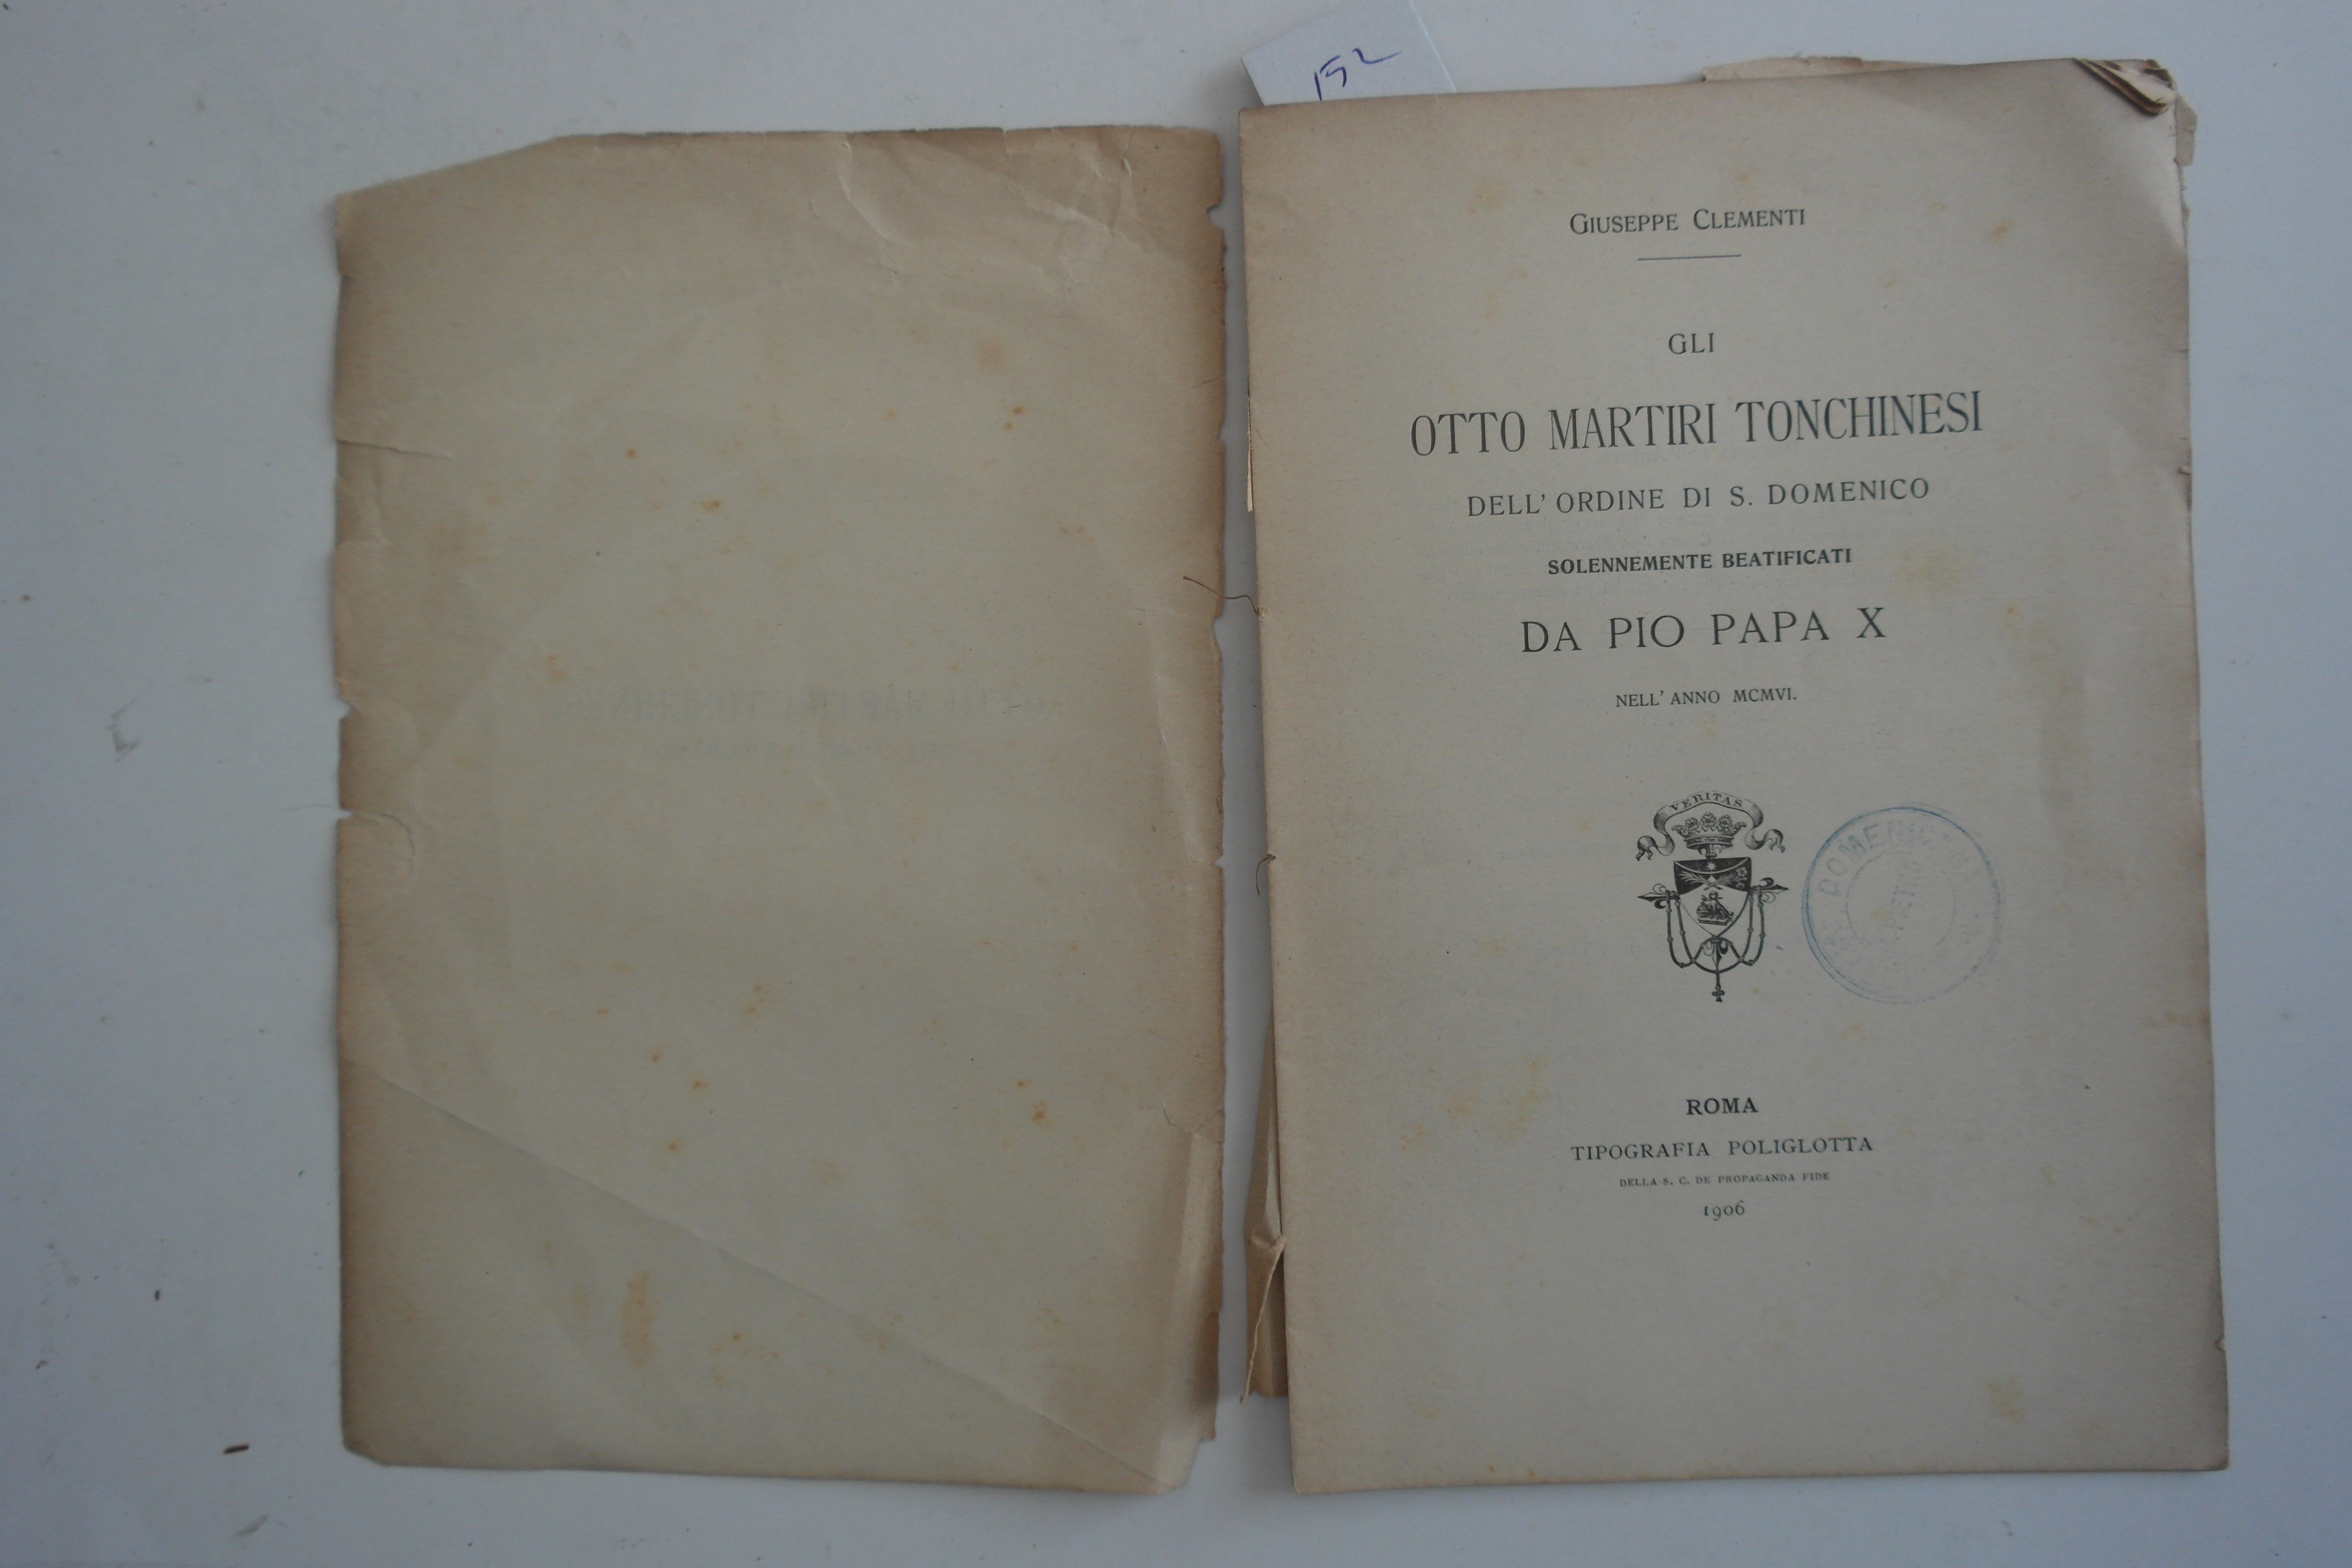 152
GIUSEPPE CLEMENTI
GLI
OTTO MARTIRI TONCHINESI
DELL' ORDINE DI S. DOMENICO
SOLENNEMENTE BEATIFICATI
DA PIO PAPA X
NELL' ANNO MCMVI.
VERITAS
ROMA
TIPOGRAFIA POLIGLOTTA
DELLA S. C. DE PROPAGANDA FIDE
1906